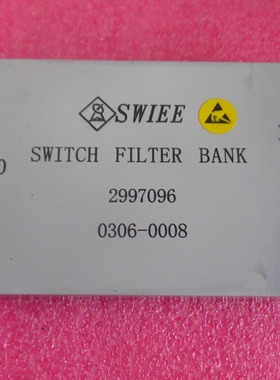 SWIEE
SWITCH FILTER BANK
2997096
0306-0008